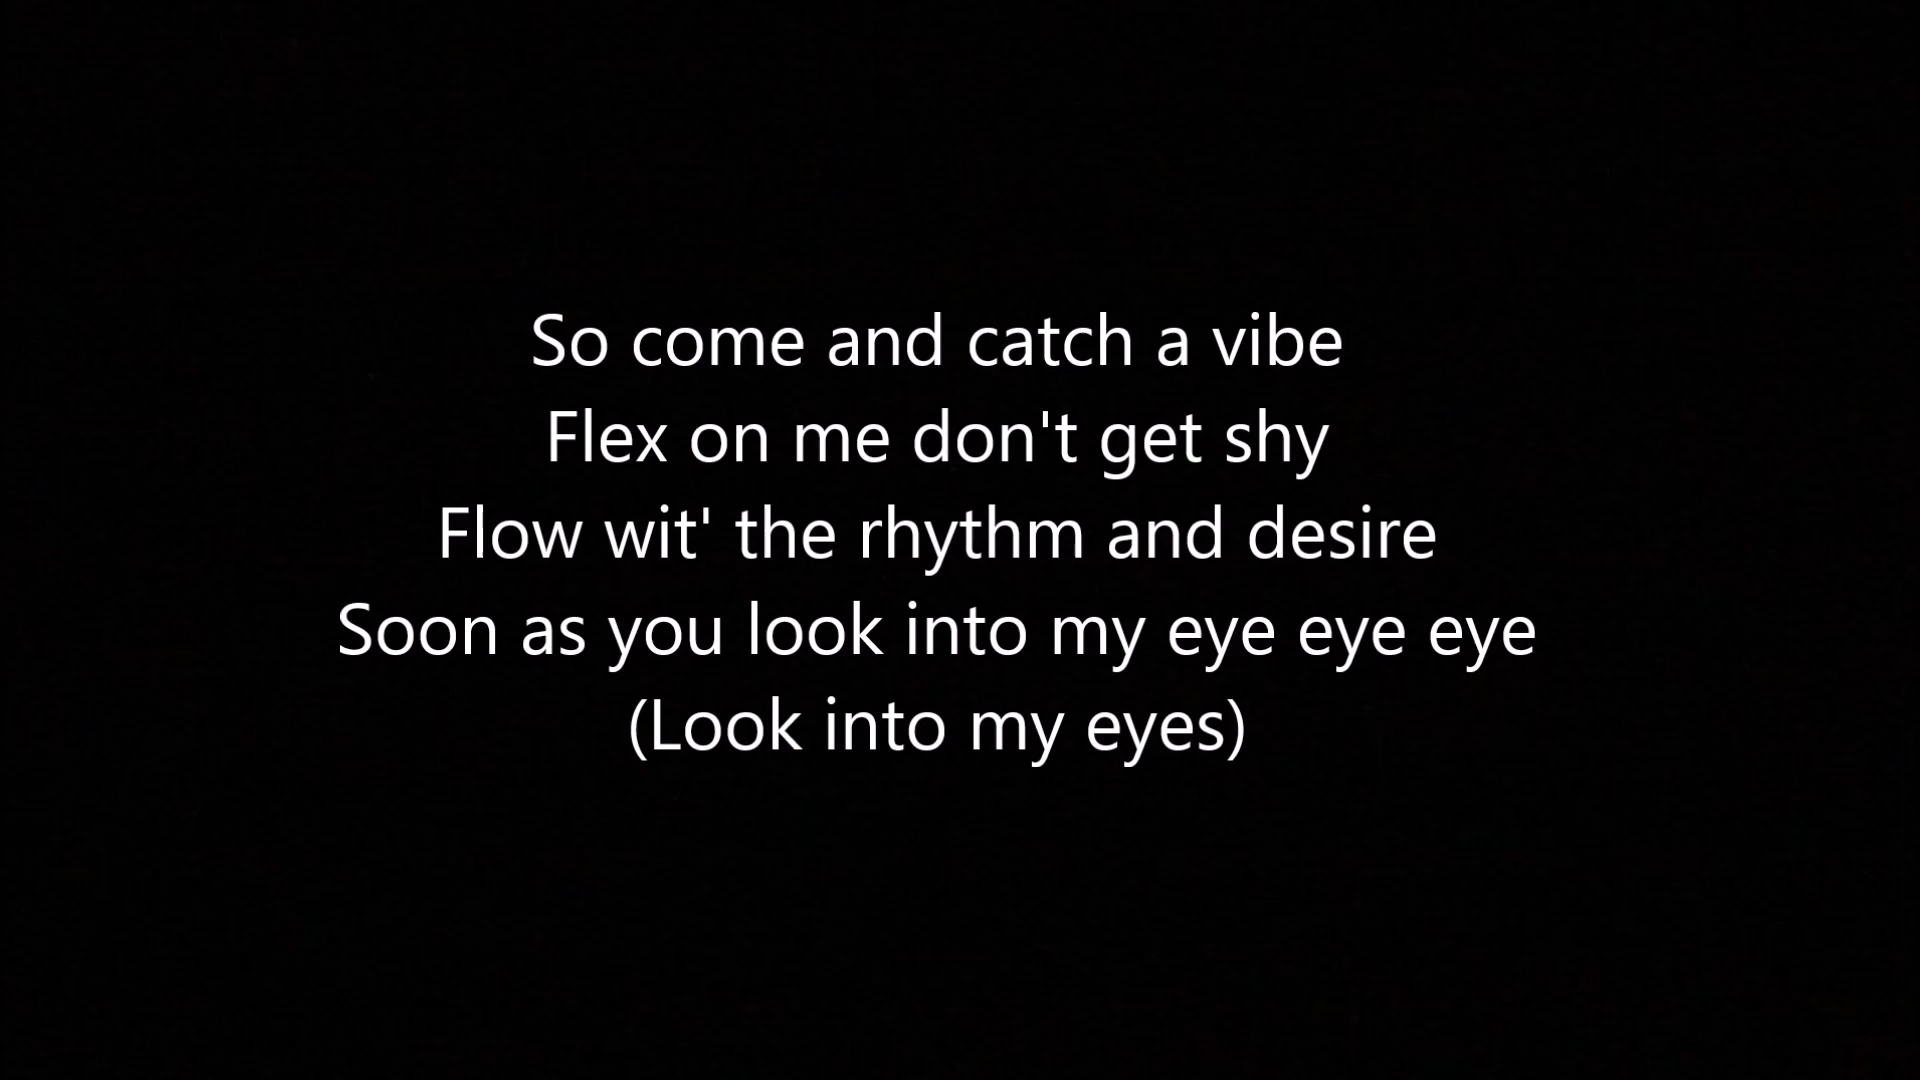 So come and catch a vibe
Flex on me don't get shy
Flow wit' the rhythm and desire
Soon as you look into my eye eye eye
(Look into my eyes)